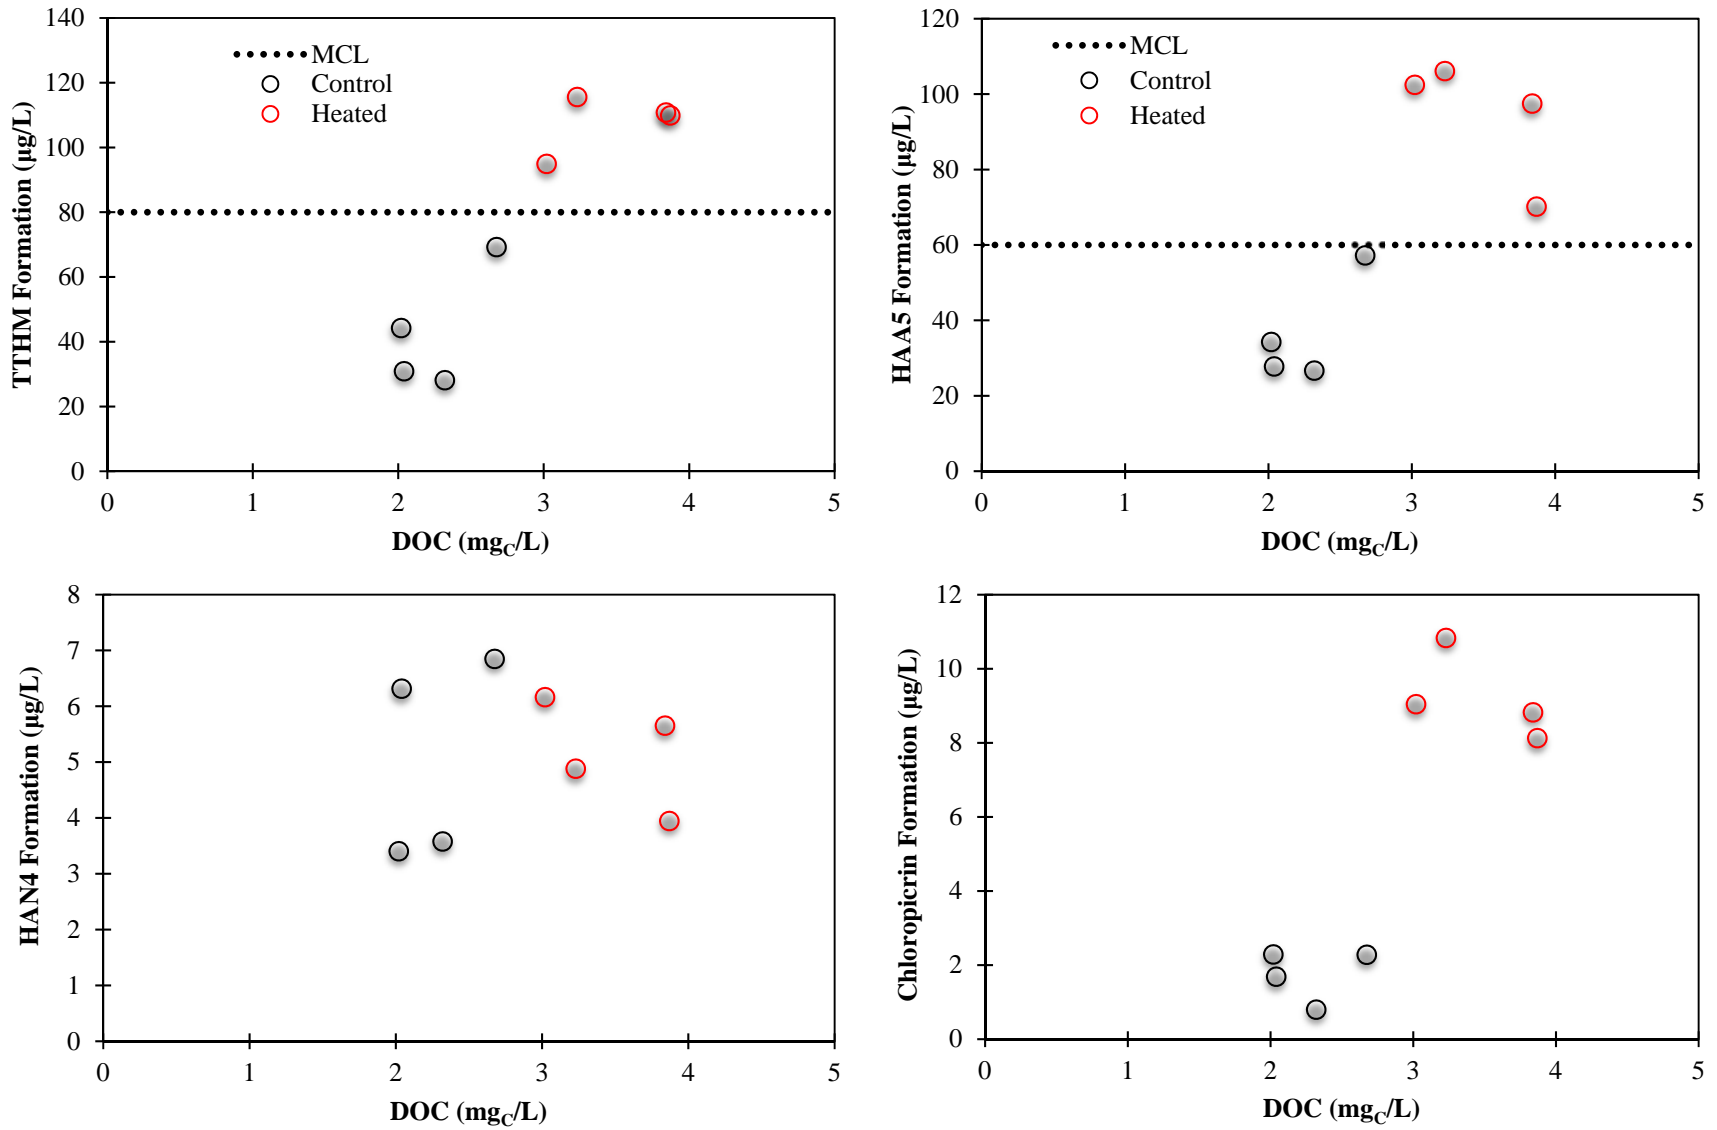 TTHM Formation (µg/L)
140
120
100
80
60
40
20
0
MCL
Control
Heated
0 1 2 3 4 5
DOC (mgC/L)
HAA5 Formation (µg/L)
120
100
80
60
40
20
0
MCL
Control
Heated
0 1 2 3 4 5
DOC (mgC/L)
HAN4 Formation (µg/L)
8
7
6
5
4
3
2
1
0
0 1 2 3 4 5
DOC (mgC/L)
Chloropicrin Formation (µg/L)
12
10
8
6
4
2
0
0 1 2 3 4 5
DOC (mgC/L)